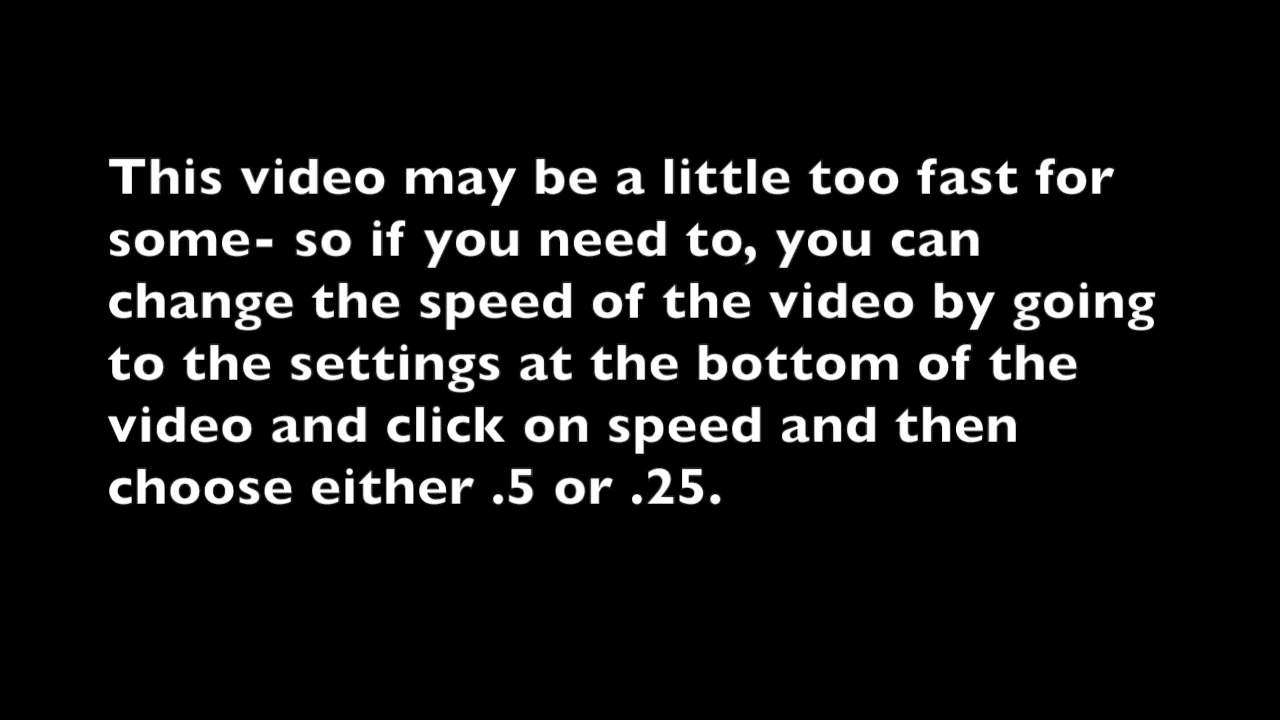 This video may be a little too fast for
some- so if you need to, you can
change the speed of the video by going
to the settings at the bottom of the
video and click on speed and then
choose either .5 or .25.